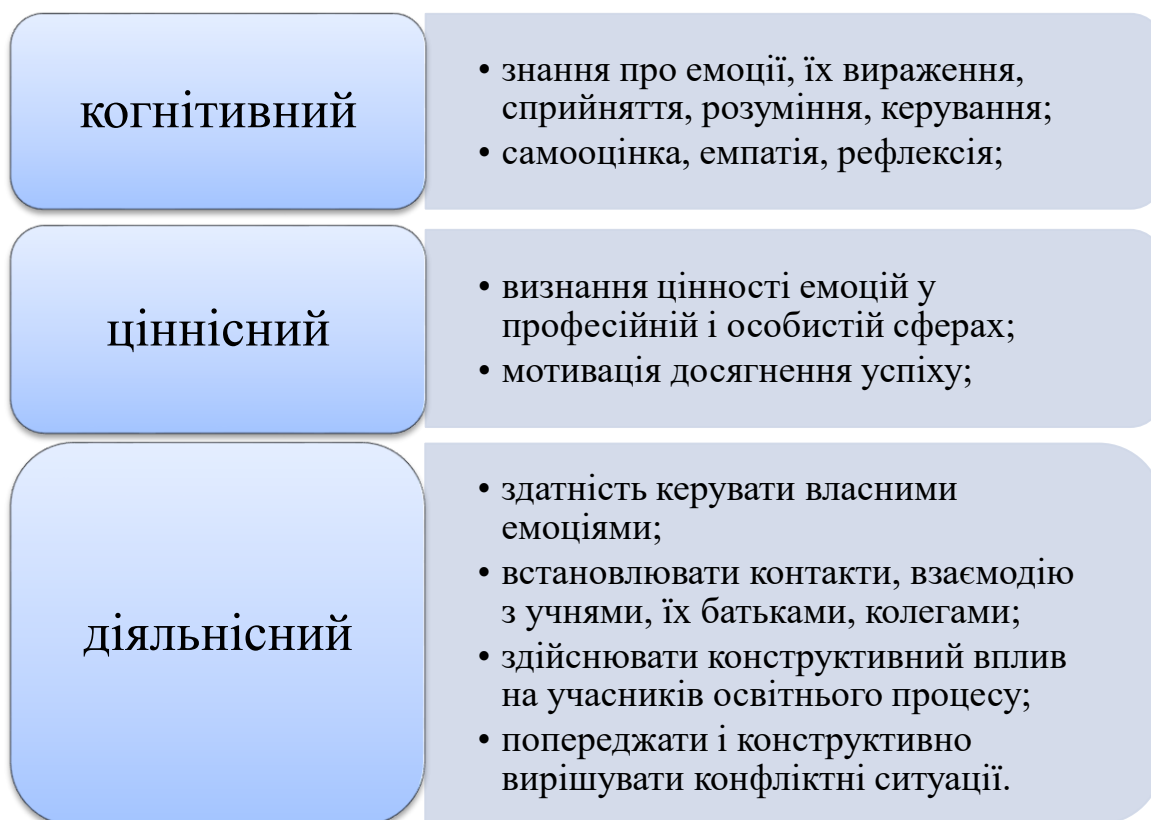 когнітивний
• знання про емоції, їх вираження,
сприйняття, розуміння, керування;
• самооцінка, емпатія, рефлексія;
ціннісний
• визнання цінності емоцій у
професійній і особистій сферах;
• мотивація досягнення успіху;
діяльнісний
• здатність керувати власними
емоціями;
• встановлювати контакти, взаємодію
з учнями, їх батьками, колегами;
• здійснювати конструктивний вплив
на учасників освітнього процесу;
• попереджати і конструктивно
вирішувати конфліктні ситуації.